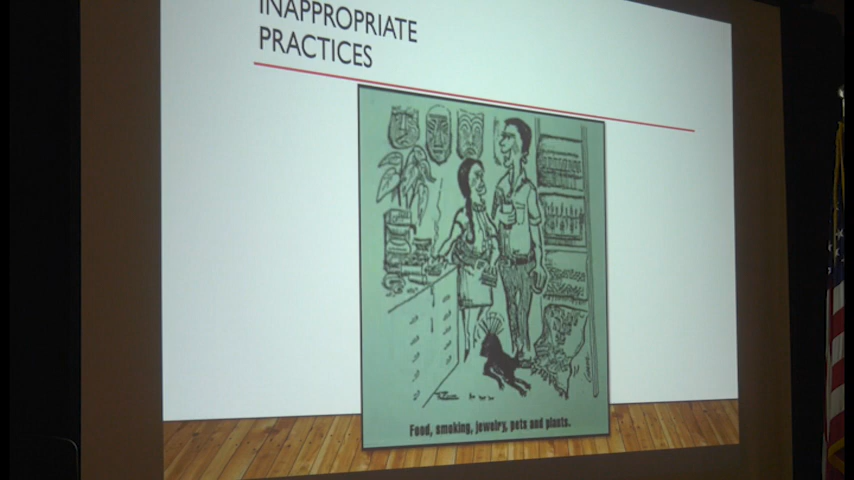 INAPPROPRIATE
PRACTICES
Food, smoking, jewelry, pets and plants.